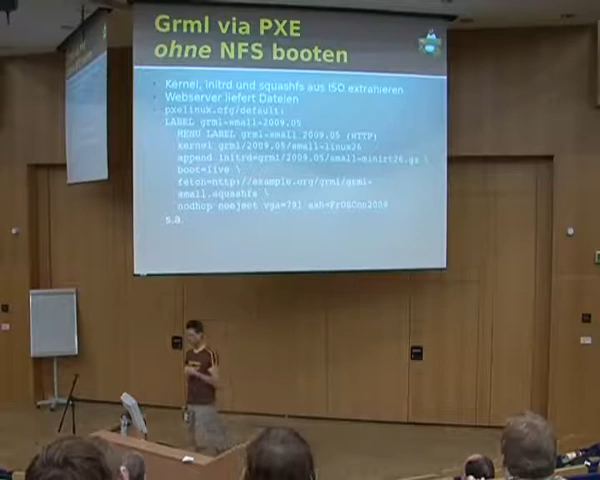 Grml via PXE
ohne NFS booten
Kernel, initrd und squashfs aus ISO extrahieren
Webserver liefert Dateien
pxelinux.cfg/default:
LABEL grml-small-2009.05
MENU LABEL grml-small 2009.05 (HTTP)
kernel grml/2009.05/small-linux26
append initrd=grml/2009.05/small-minirt26.gz \
boot=live \
fetch=http://example.org/grml/grml-
small.squashfs \
nodhcp noeject vga=791 ssh=FrOSCon2009
s.a.